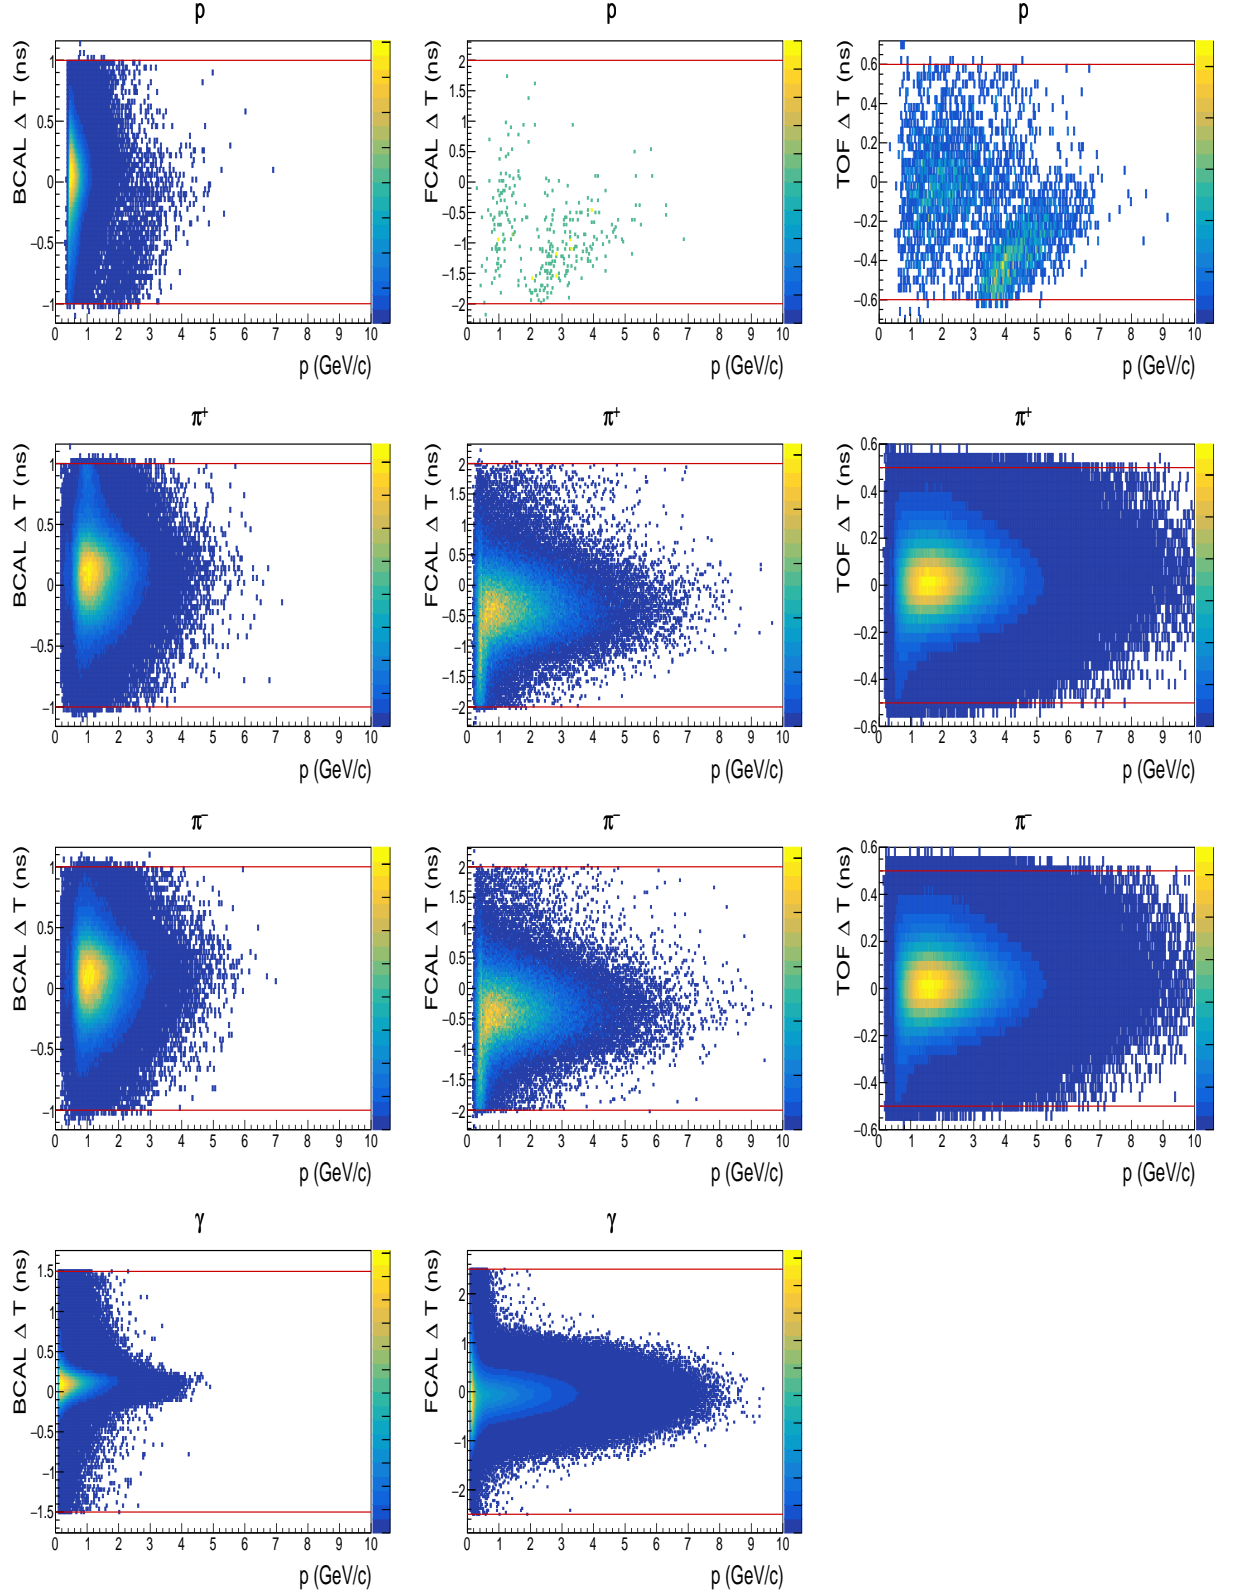 p p p
BCAL Δ T (ns) FCAL Δ T (ns) TOF Δ T (ns)
1 0.5 0 −0.5 −1
2 1.5 1 0.5 0 −0.5 −1 −1.5 −2
0.6 0.4 0.2 0 −0.2 −0.4 −0.6
0 1 2 3 4 5 6 7 8 9 10 0 1 2 3 4 5 6 7 8 9 10 0 1 2 3 4 5 6 7 8 9 10
p (GeV/c) p (GeV/c) p (GeV/c)
π⁺ π⁺ π⁺
BCAL Δ T (ns) FCAL Δ T (ns) TOF Δ T (ns)
1 0.5 0 −0.5 −1
2 1.5 1 0.5 0 −0.5 −1 −1.5 −2
0.6 0.4 0.2 0 −0.2 −0.4 −0.6
0 1 2 3 4 5 6 7 8 9 10 0 1 2 3 4 5 6 7 8 9 10 0 1 2 3 4 5 6 7 8 9 10
p (GeV/c) p (GeV/c) p (GeV/c)
π⁻ π⁻ π⁻
BCAL Δ T (ns) FCAL Δ T (ns) TOF Δ T (ns)
1 0.5 0 −0.5 −1
2 1.5 1 0.5 0 −0.5 −1 −1.5 −2
0.6 0.4 0.2 0 −0.2 −0.4 −0.6
0 1 2 3 4 5 6 7 8 9 10 0 1 2 3 4 5 6 7 8 9 10 0 1 2 3 4 5 6 7 8 9 10
p (GeV/c) p (GeV/c) p (GeV/c)
γ γ
BCAL Δ T (ns) FCAL Δ T (ns)
1.5 1 0.5 0 −0.5 −1 −1.5
2 1 0 −1 −2
0 1 2 3 4 5 6 7 8 9 10 0 1 2 3 4 5 6 7 8 9 10
p (GeV/c) p (GeV/c)